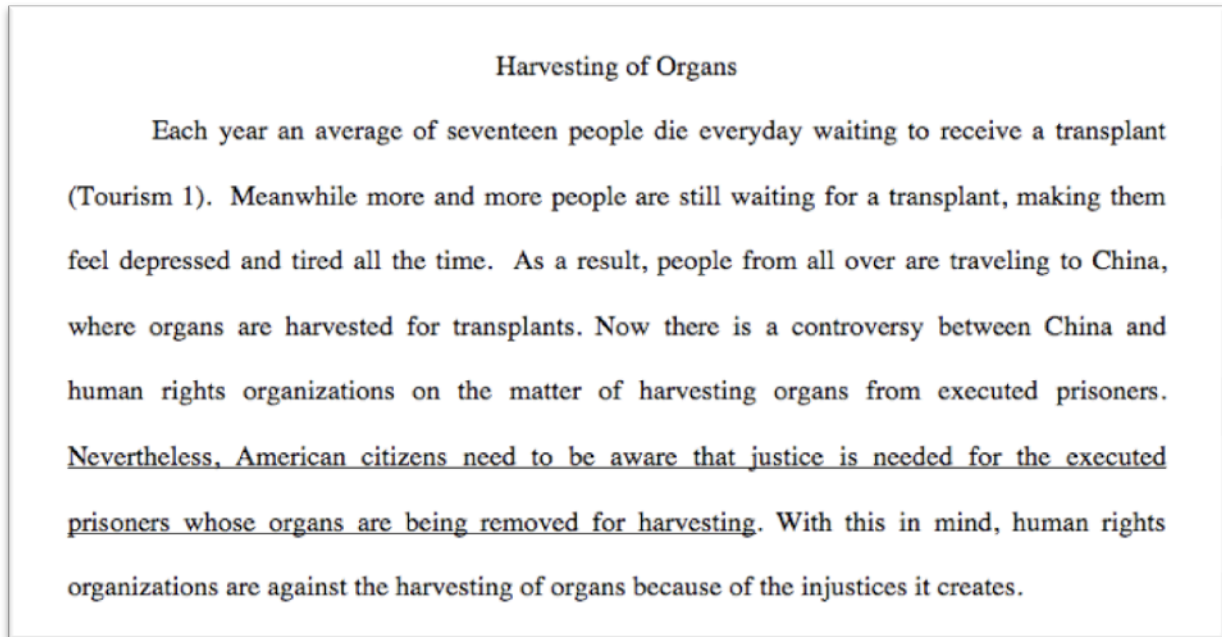 Harvesting of Organs
Each year an average of seventeen people die everyday waiting to receive a transplant
(Tourism 1).  Meanwhile more and more people are still waiting for a transplant, making them
feel depressed and tired all the time.  As a result, people from all over are traveling to China,
where organs are harvested for transplants. Now there is a controversy between China and
human rights organizations on the matter of harvesting organs from executed prisoners.
Nevertheless, American citizens need to be aware that justice is needed for the executed
prisoners whose organs are being removed for harvesting. With this in mind, human rights
organizations are against the harvesting of organs because of the injustices it creates.